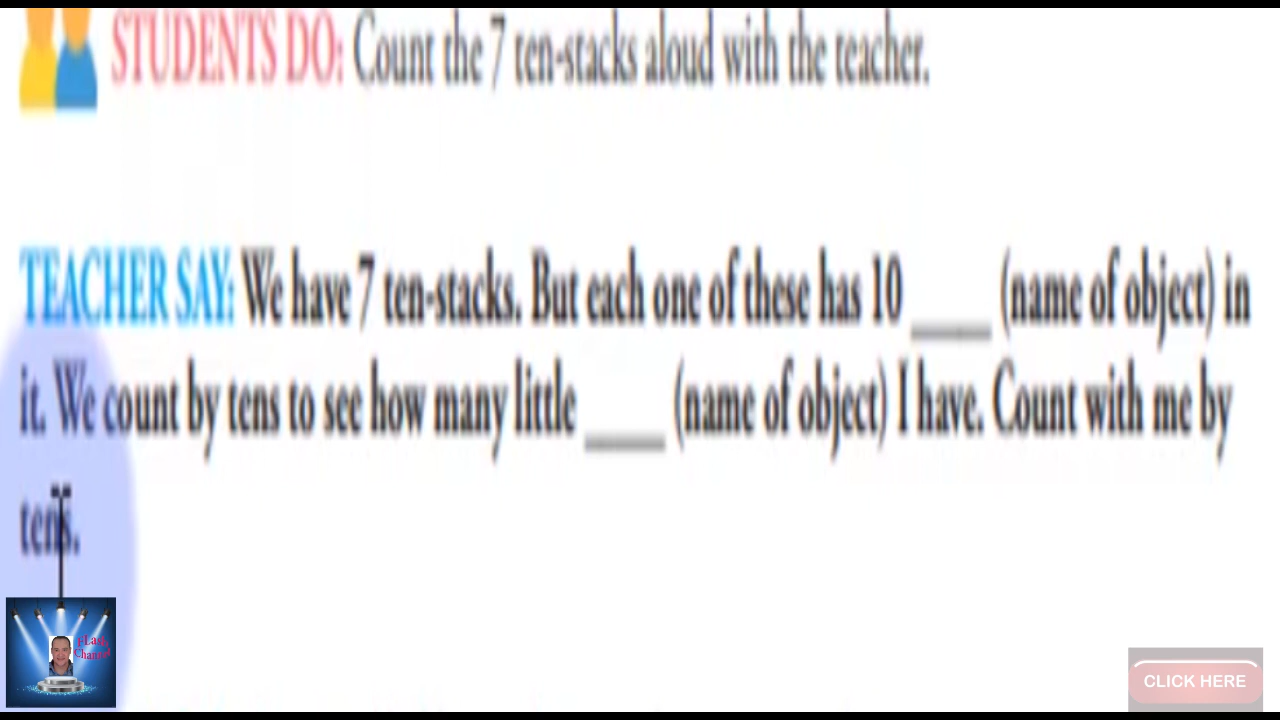 STUDENTS DO: Count the 7 ten-stacks aloud with the teacher.
TEACHER SAY: We have 7 ten-stacks. But each one of these has 10 ____ (name of object) in
it. We count by tens to see how many little ____ (name of object) I have. Count with me by
tens.
FLash
Channel
CLICK HERE